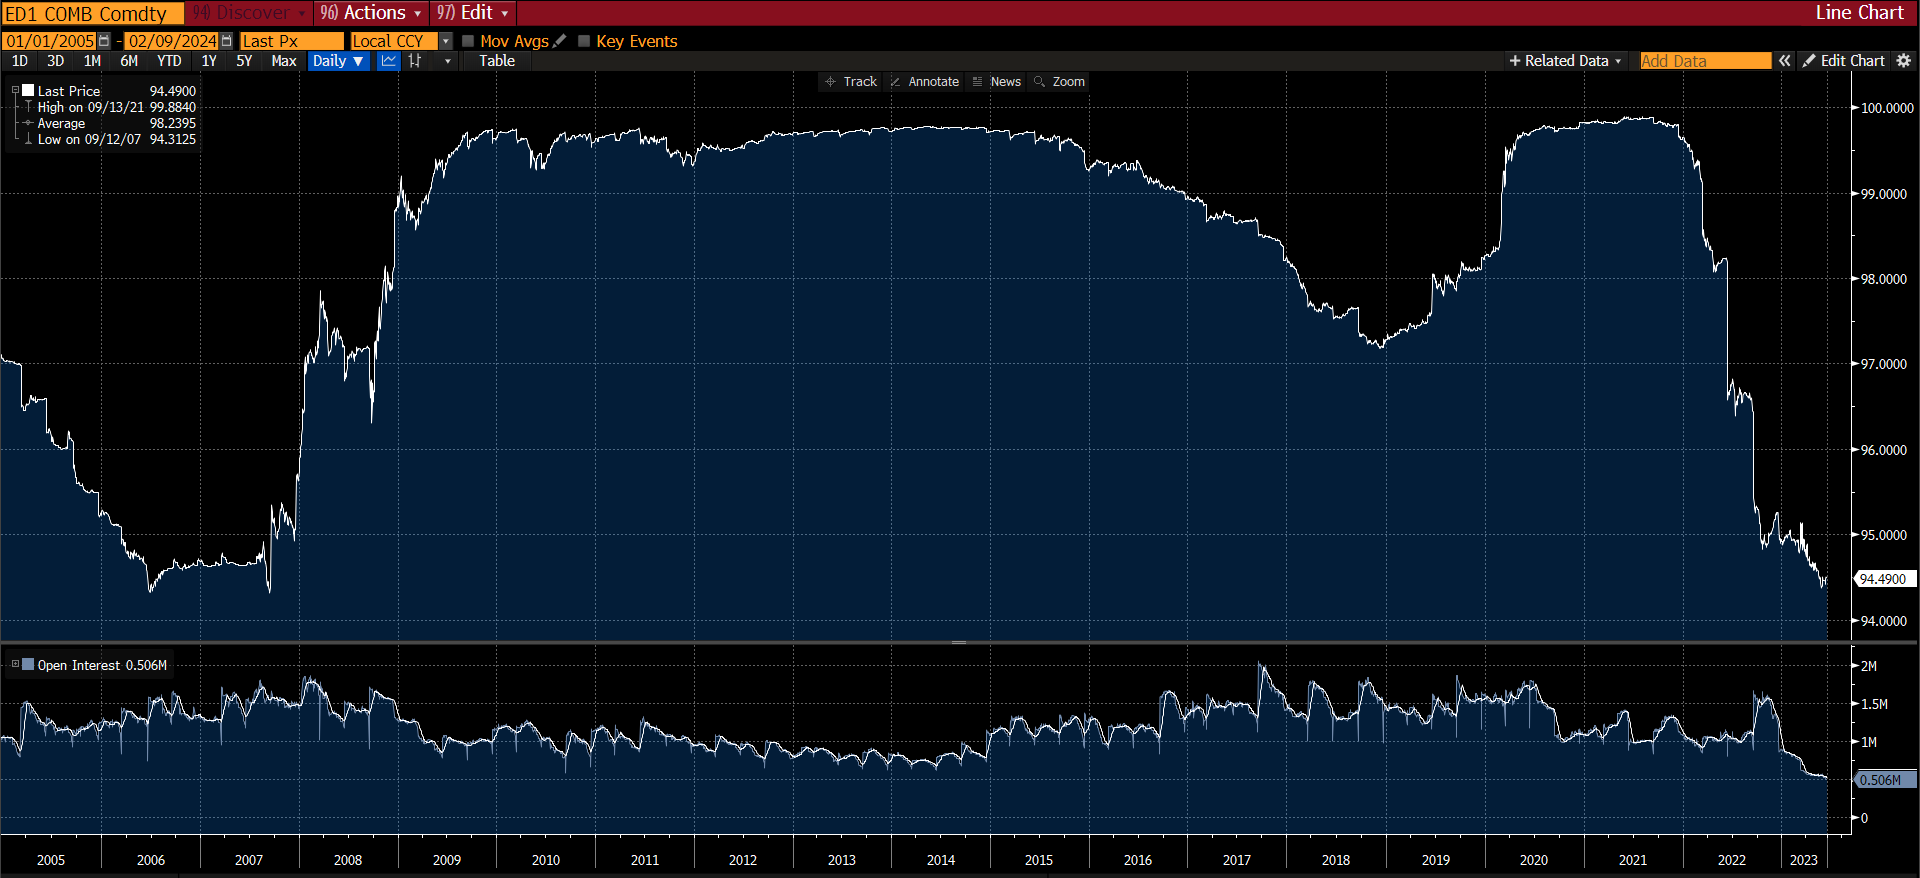 ED1 COMB Comdty 94) Discover 96) Actions 97) Edit Line Chart
01/01/2005 - 02/09/2024 Last Px Local CCY Mov Avgs Key Events
1D 3D 1M 6M YTD 1Y 5Y Max Daily ▼ Table + Related Data Add Data « Edit Chart
Track Annotate News Zoom
Last Price 94.4900
High on 09/13/21 99.8840
Average 98.2395
Low on 09/12/07 94.3125
100.0000
99.0000
98.0000
97.0000
96.0000
95.0000
94.4900
94.0000
Open Interest 0.506M
2M
1.5M
1M
0.506M
0
2005 2006 2007 2008 2009 2010 2011 2012 2013 2014 2015 2016 2017 2018 2019 2020 2021 2022 2023